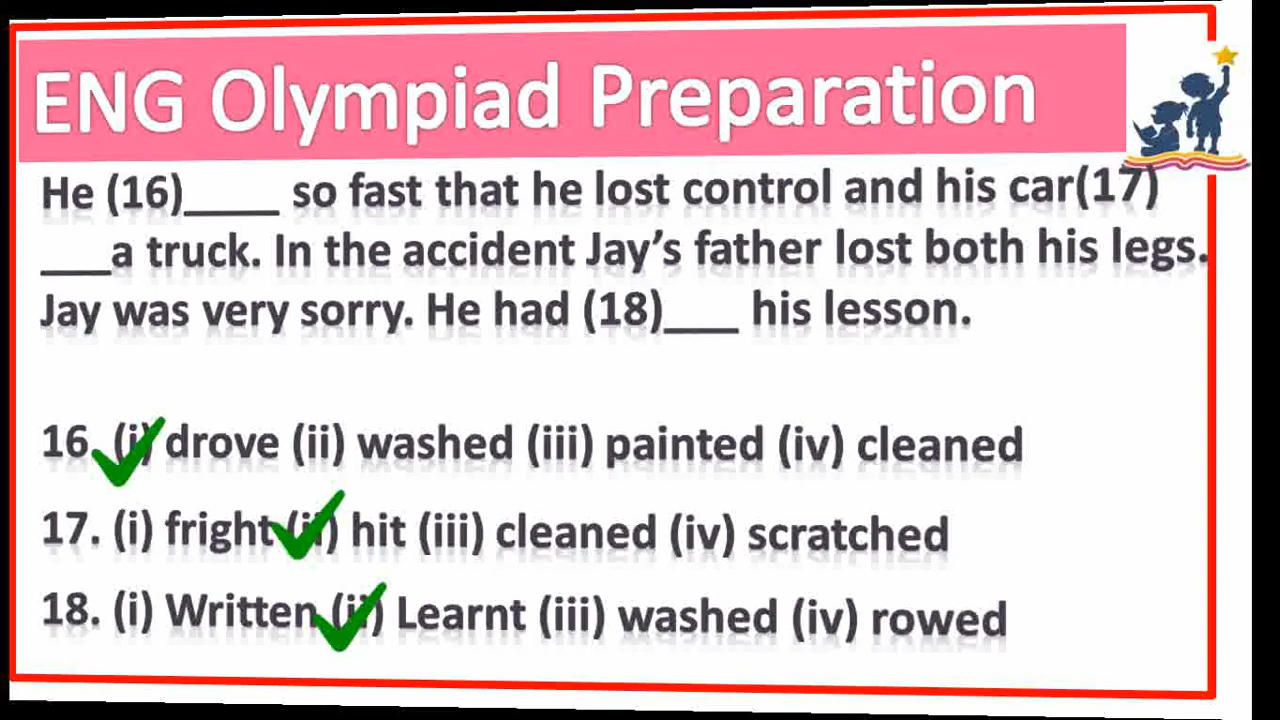 ENG Olympiad Preparation
He (16)____ so fast that he lost control and his car(17)
___a truck. In the accident Jay's father lost both his legs.
Jay was very sorry. He had (18)___ his lesson.
16. (i) drove (ii) washed (iii) painted (iv) cleaned
17. (i) fright (ii) hit (iii) cleaned (iv) scratched
18. (i) Written (ii) Learnt (iii) washed (iv) rowed